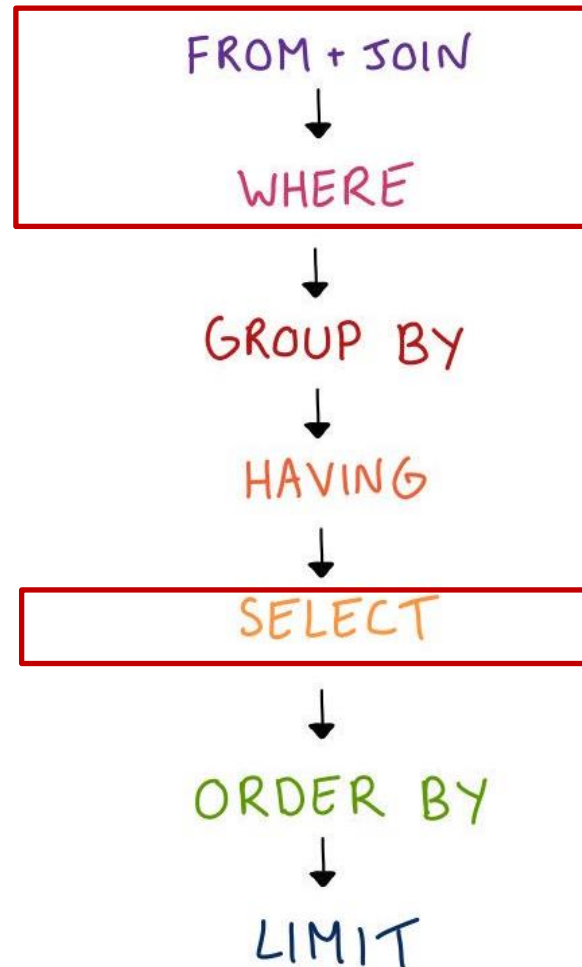 FROM + JOIN
WHERE
GROUP BY
HAVING
SELECT
ORDER BY
LIMIT